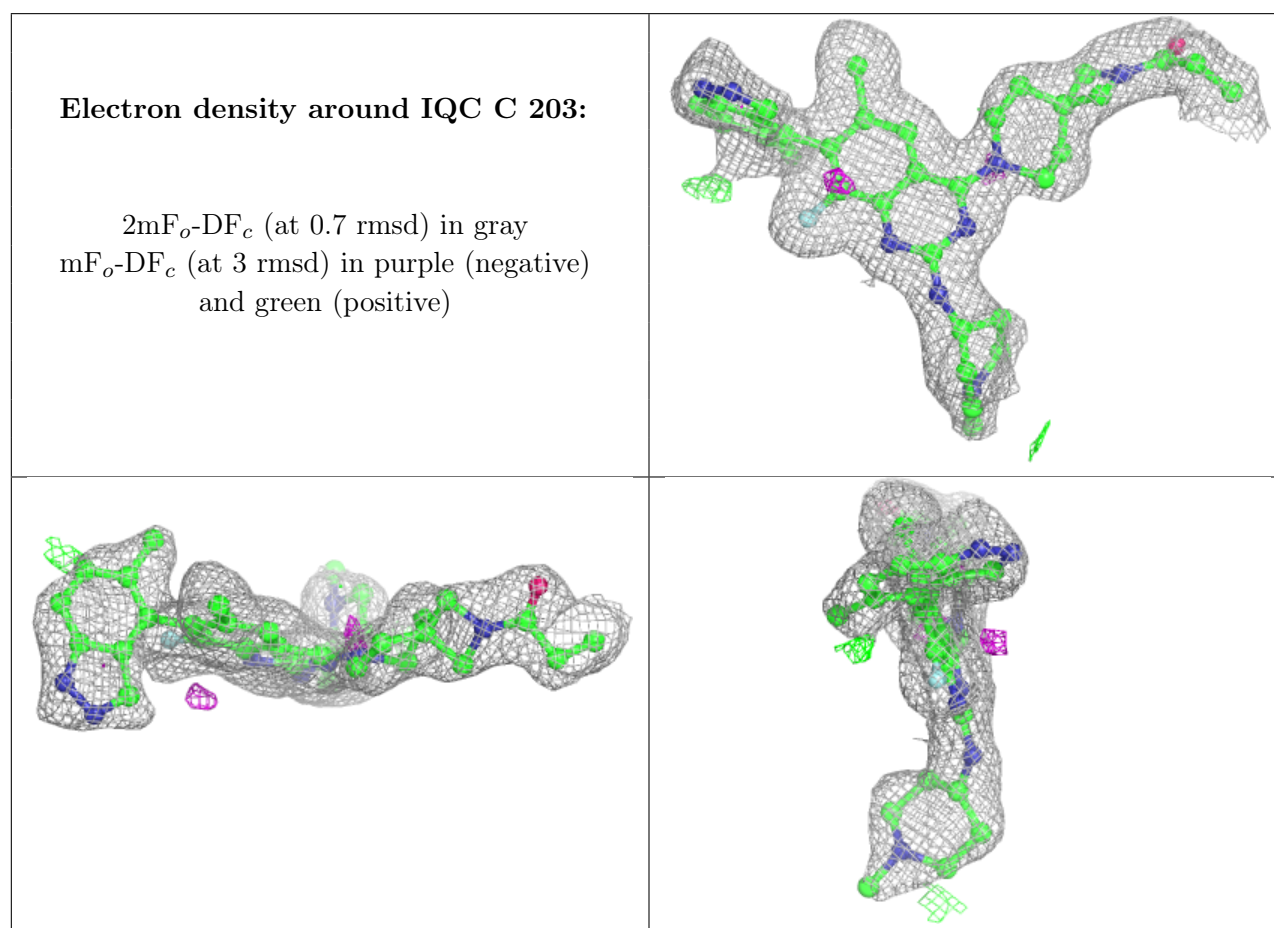 Electron density around IQC C 203:
2mFo-DFc (at 0.7 rmsd) in gray
mFo-DFc (at 3 rmsd) in purple (negative)
and green (positive)